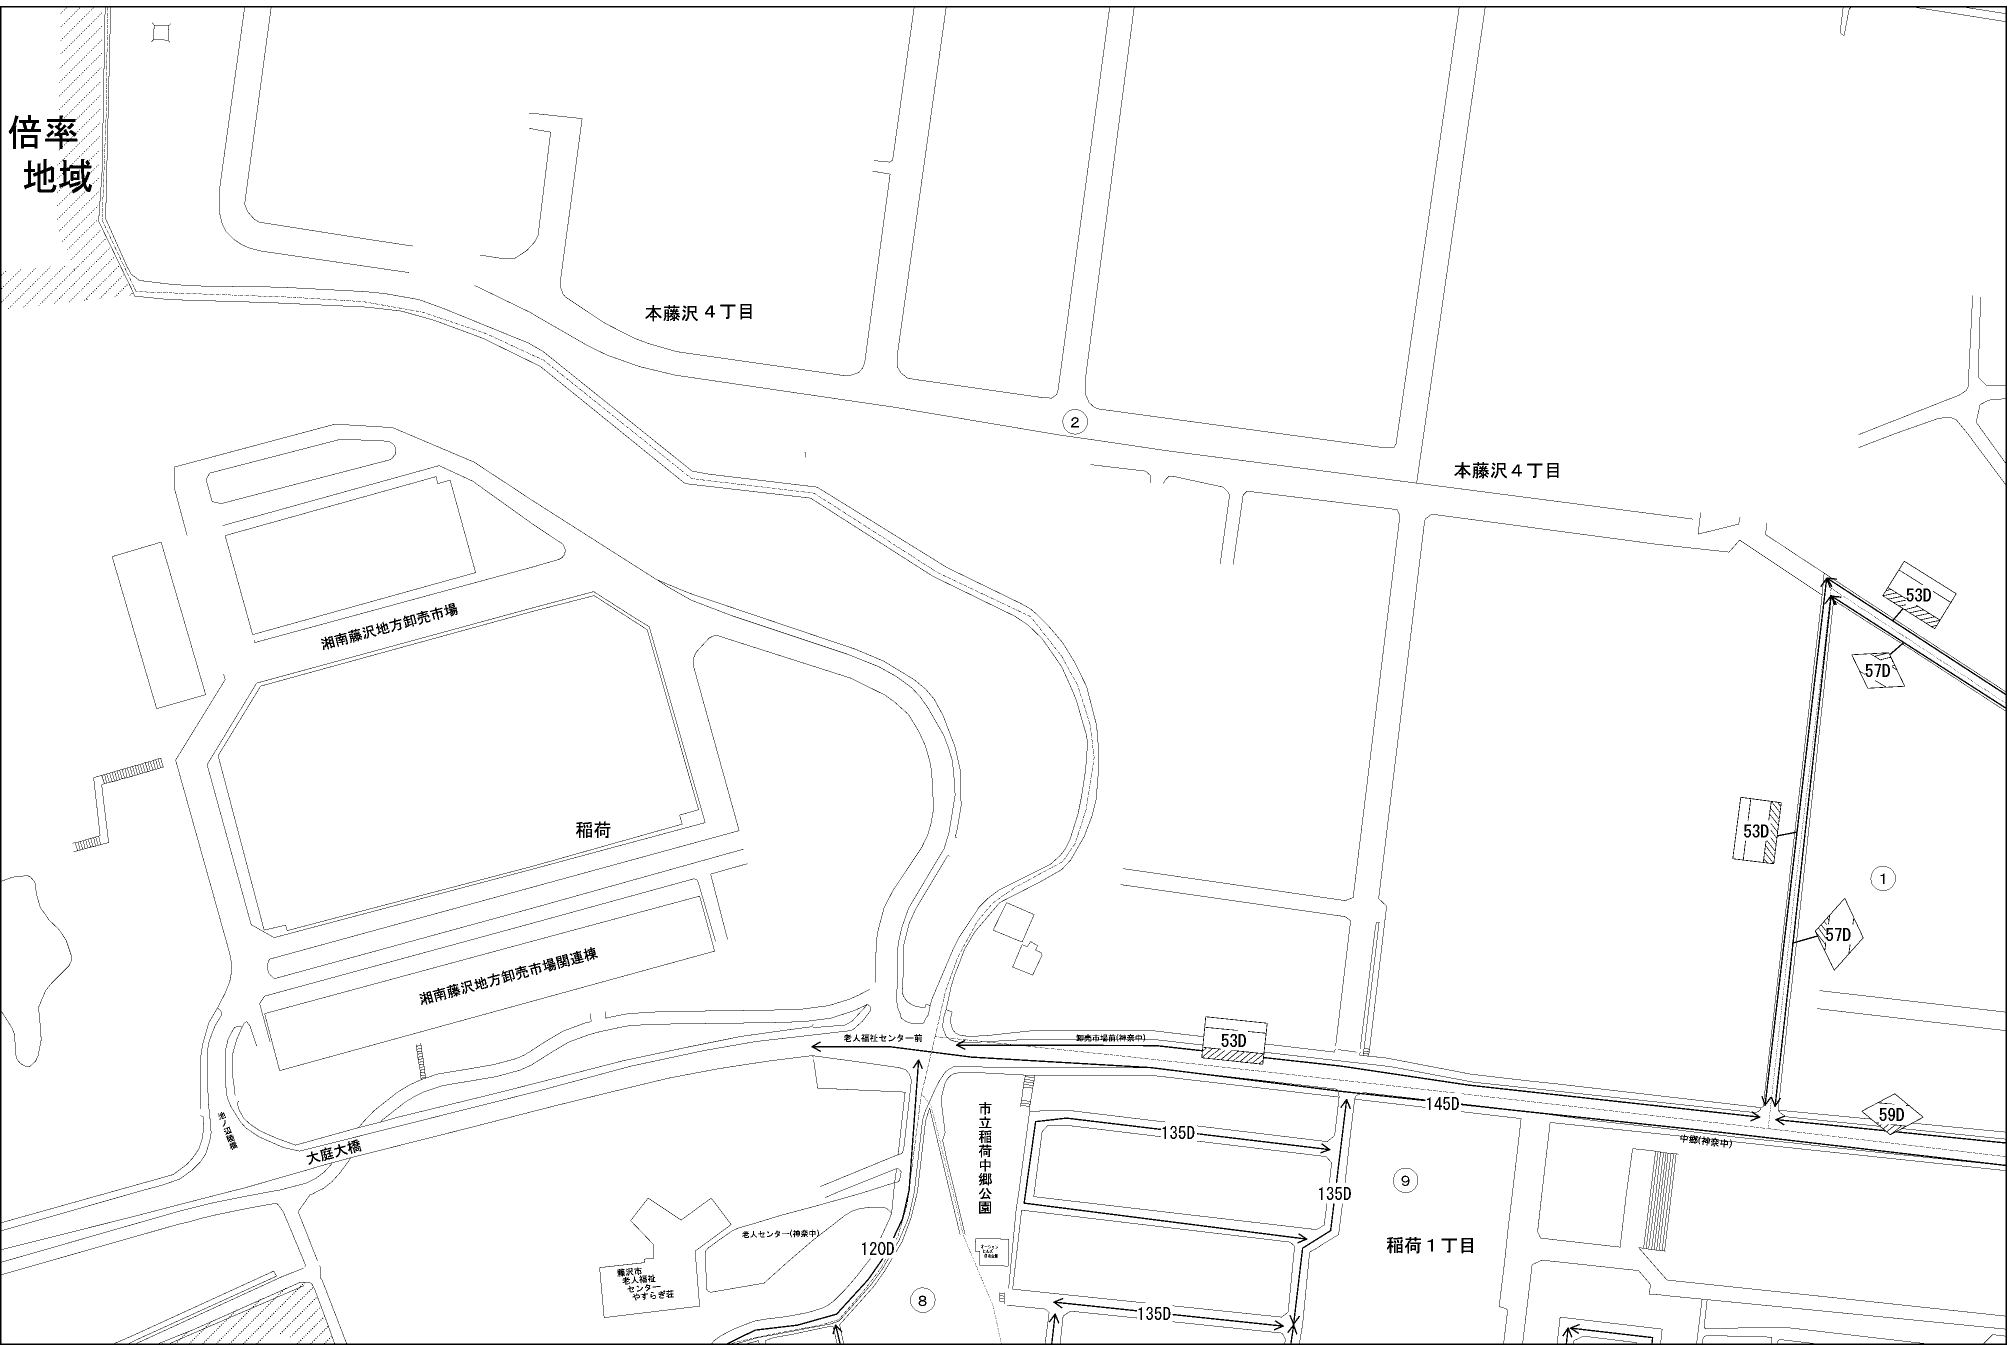 倍率
地域
本藤沢４丁目
②
本藤沢４丁目
53D
57D
湘南藤沢地方卸売市場
稲荷
53D
①
57D
湘南藤沢地方卸売市場関連棟
老人福祉センター前
卸売市場前(神奈中)
53D
145D
59D
中郷(神奈中)
大庭大橋
市立稲荷中郷公園
135D
135D
⑨
稲荷１丁目
老人センター(神奈中)
120D
藤沢市
老人福祉
センター
やすらぎ荘
⑧
135D